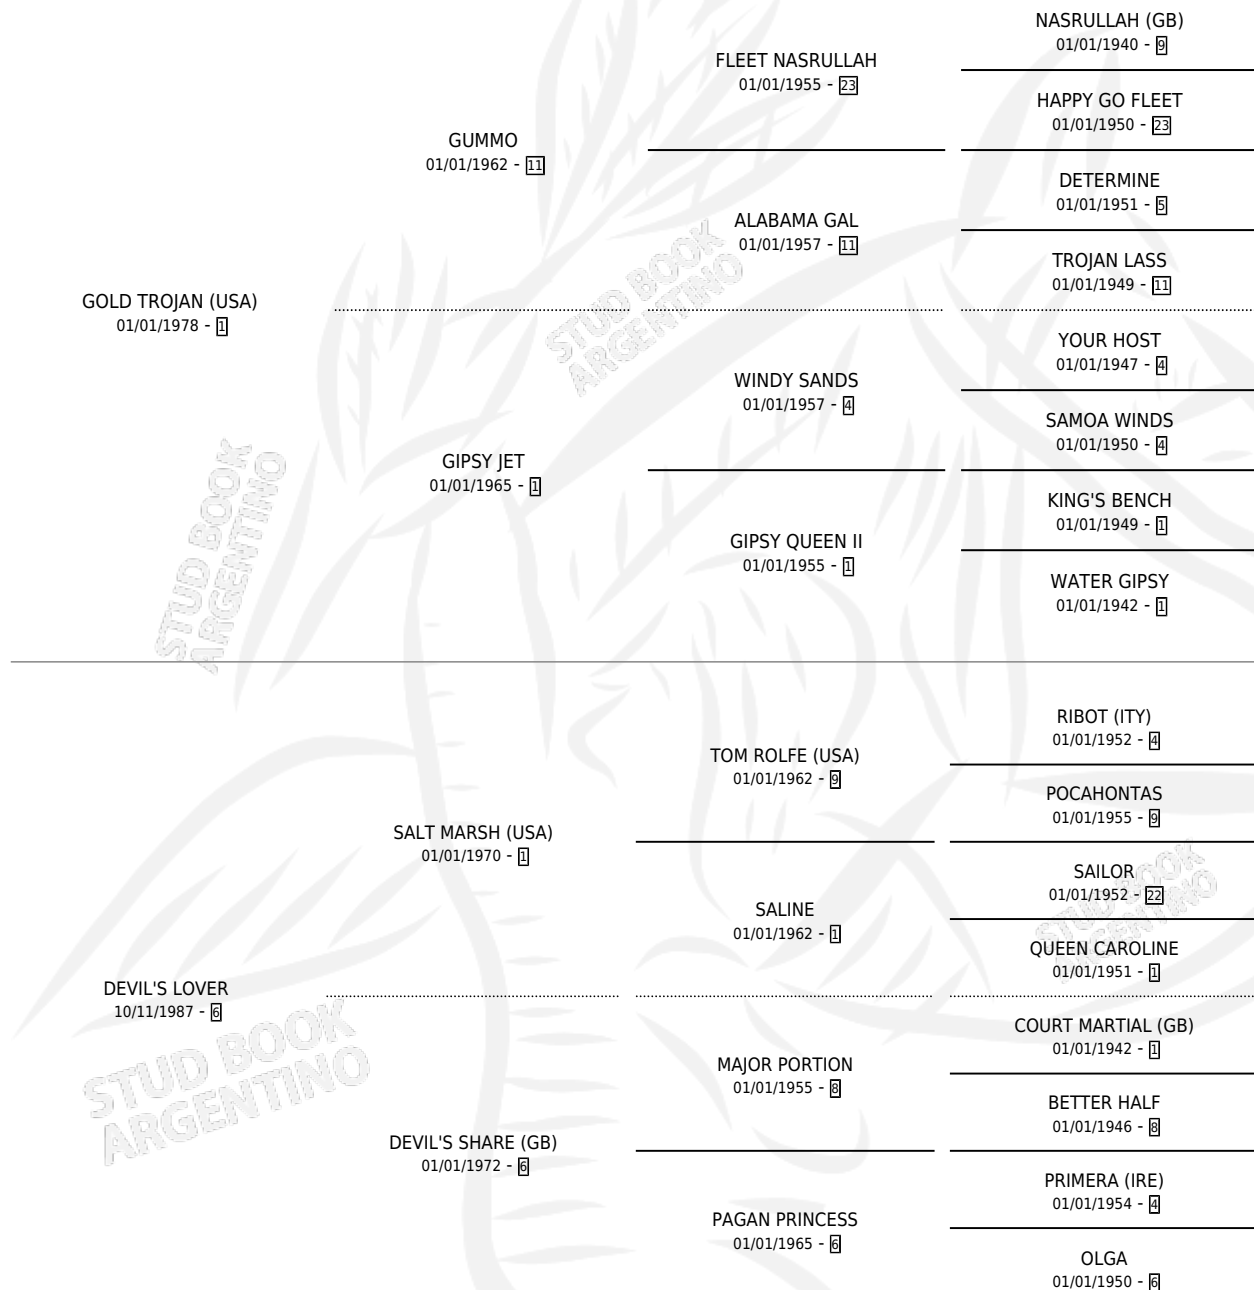 NASRULLAH (GB)
01/01/1940 - 9
FLEET NASRULLAH
01/01/1955 - 23
HAPPY GO FLEET
01/01/1950 - 23
GUMMO
01/01/1962 - 11
DETERMINE
01/01/1951 - 5
ALABAMA GAL
01/01/1957 - 11
TROJAN LASS
01/01/1949 - 11
GOLD TROJAN (USA)
01/01/1978 - 1
YOUR HOST
01/01/1947 - 4
WINDY SANDS
01/01/1957 - 4
SAMOA WINDS
01/01/1950 - 4
GIPSY JET
01/01/1965 - 1
KING'S BENCH
01/01/1949 - 1
GIPSY QUEEN II
01/01/1955 - 1
WATER GIPSY
01/01/1942 - 1
RIBOT (ITY)
01/01/1952 - 4
TOM ROLFE (USA)
01/01/1962 - 9
POCAHONTAS
01/01/1955 - 9
SALT MARSH (USA)
01/01/1970 - 1
SAILOR
01/01/1952 - 22
SALINE
01/01/1962 - 1
QUEEN CAROLINE
01/01/1951 - 1
DEVIL'S LOVER
10/11/1987 - 6
COURT MARTIAL (GB)
01/01/1942 - 1
MAJOR PORTION
01/01/1955 - 8
BETTER HALF
01/01/1946 - 8
DEVIL'S SHARE (GB)
01/01/1972 - 6
PRIMERA (IRE)
01/01/1954 - 4
PAGAN PRINCESS
01/01/1965 - 6
OLGA
01/01/1950 - 6
STUD BOOK
ARGENTINO
STUD BOOK
ARGENTINO
STUD BOOK
ARGENTINO
STUD BOOK
ARGENTINO